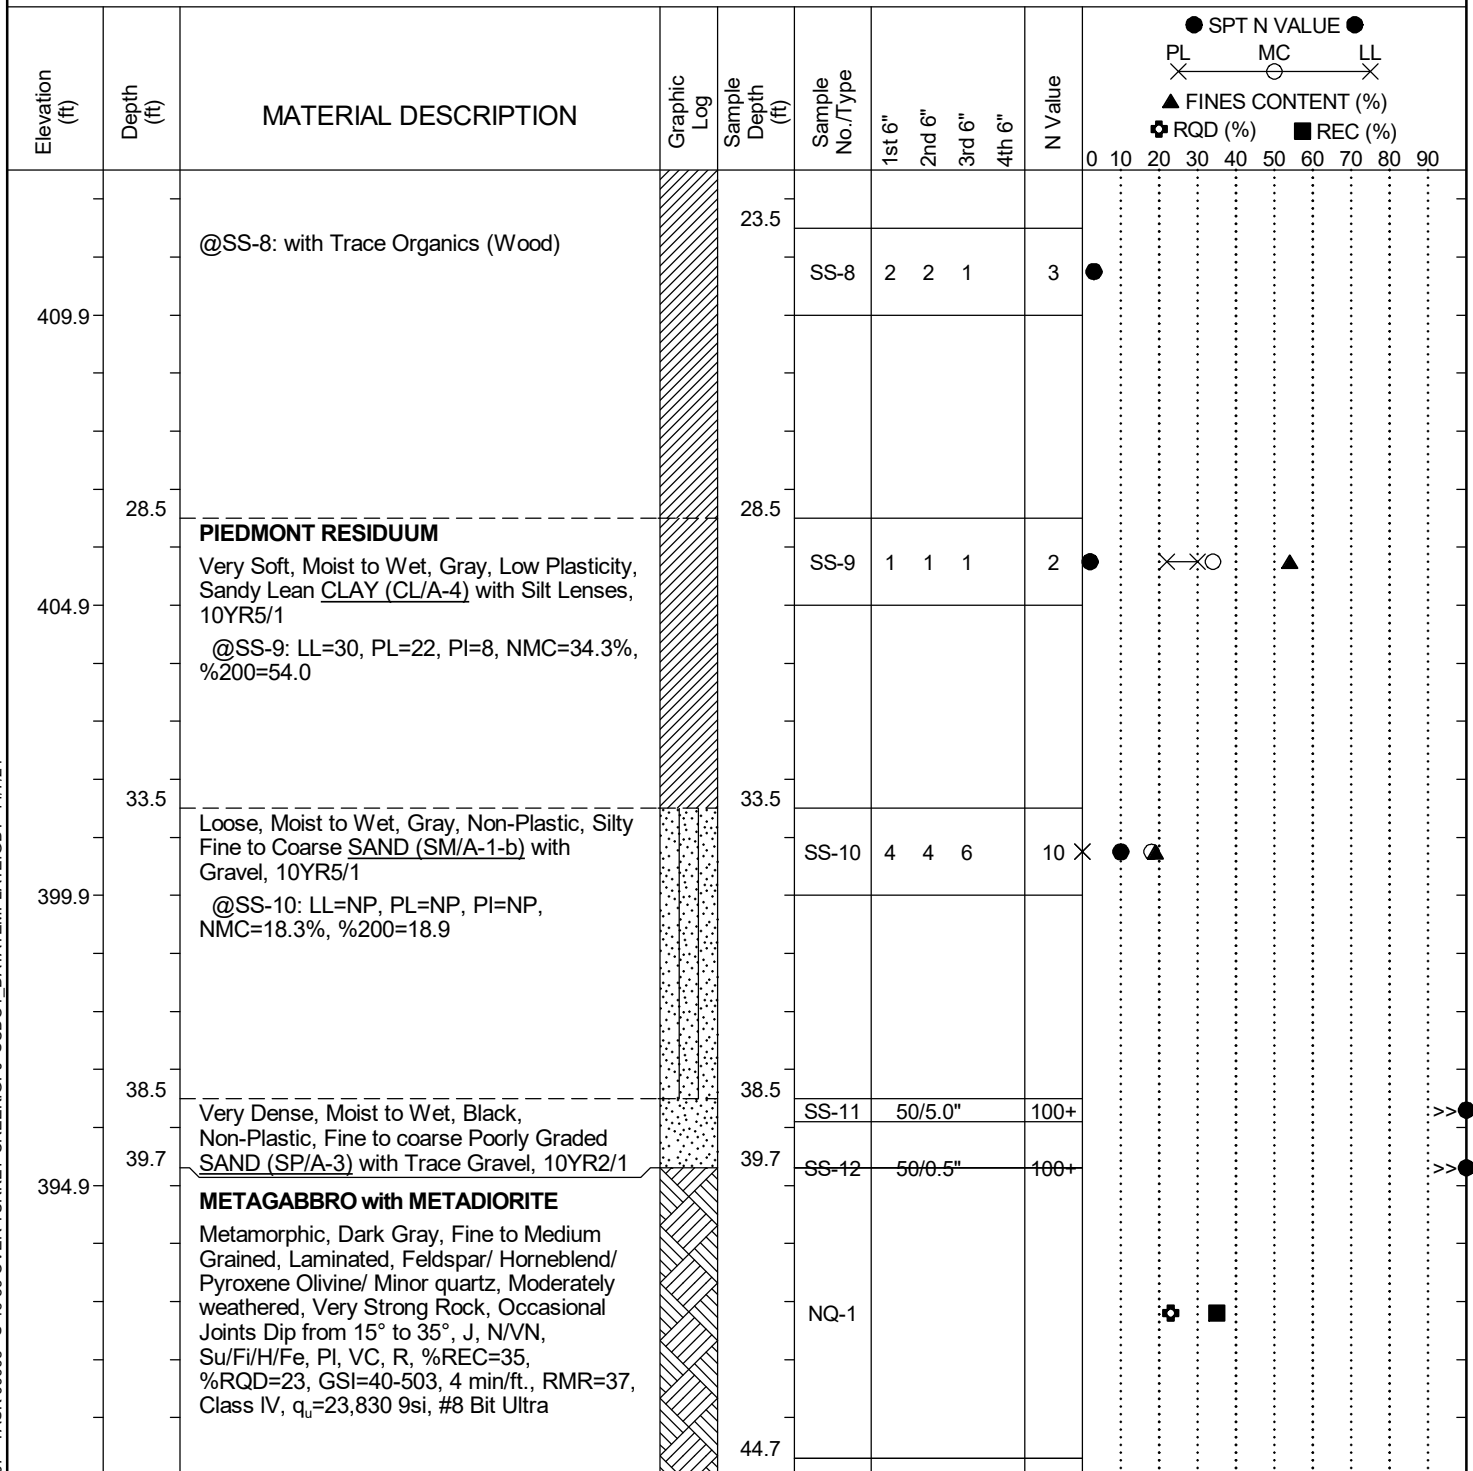 Elevation (ft)
Depth (ft)
MATERIAL DESCRIPTION
Graphic Log
Sample Depth (ft)
Sample No./Type
1st 6"
2nd 6"
3rd 6"
4th 6"
N Value
● SPT N VALUE ●
PL MC LL
▲ FINES CONTENT (%)
RQD (%) ■ REC (%)
0 10 20 30 40 50 60 70 80 90
23.5
@SS-8: with Trace Organics (Wood)
SS-8 2 2 1 3
409.9
28.5 28.5
PIEDMONT RESIDUUM
Very Soft, Moist to Wet, Gray, Low Plasticity,
SS-9 1 1 1 2
Sandy Lean CLAY (CL/A-4) with Silt Lenses,
404.9
10YR5/1
@SS-9: LL=30, PL=22, PI=8, NMC=34.3%,
%200=54.0
33.5 33.5
Loose, Moist to Wet, Gray, Non-Plastic, Silty
Fine to Coarse SAND (SM/A-1-b) with
SS-10 4 4 6 10
Gravel, 10YR5/1
399.9
@SS-10: LL=NP, PL=NP, PI=NP,
NMC=18.3%, %200=18.9
38.5 38.5
Very Dense, Moist to Wet, Black,
SS-11 50/5.0" 100+ >>
Non-Plastic, Fine to coarse Poorly Graded
39.7 39.7
SAND (SP/A-3) with Trace Gravel, 10YR2/1
SS-12 50/0.5" 100+ >>
394.9
METAGABBRO with METADIORITE
Metamorphic, Dark Gray, Fine to Medium
Grained, Laminated, Feldspar/ Horneblend/
Pyroxene Olivine/ Minor quartz, Moderately
weathered, Very Strong Rock, Occasional
NQ-1
Joints Dip from 15° to 35°, J, N/VN,
Su/Fi/H/Fe, Pl, VC, R, %REC=35,
%RQD=23, GSI=40-503, 4 min/ft., RMR=37,
Class IV, qu=23,830 9si, #8 Bit Ultra
44.7